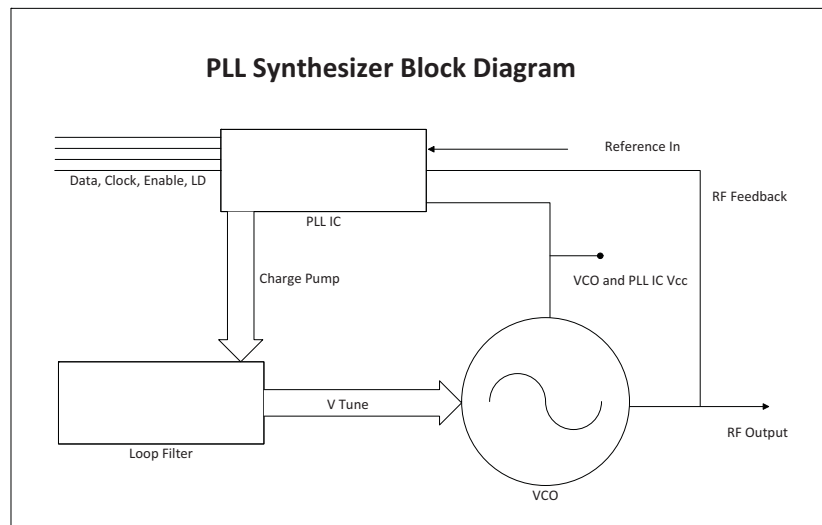 PLL Synthesizer Block Diagram
Reference In
Data, Clock, Enable, LD
RF Feedback
PLL IC
Charge Pump
VCO and PLL IC Vcc
V Tune
RF Output
Loop Filter
VCO